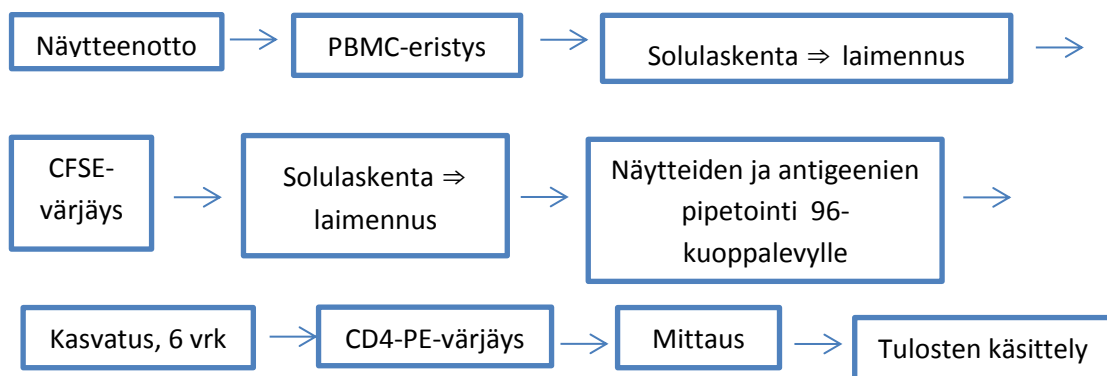 Näytteenotto
PBMC-eristys
Solulaskenta ⇒ laimennus
CFSE-
värjäys
Solulaskenta ⇒
laimennus
Näytteiden ja antigeenien
pipetointi 96-
kuoppalevylle
Kasvatus, 6 vrk
CD4-PE-värjäys
Mittaus
Tulosten käsittely